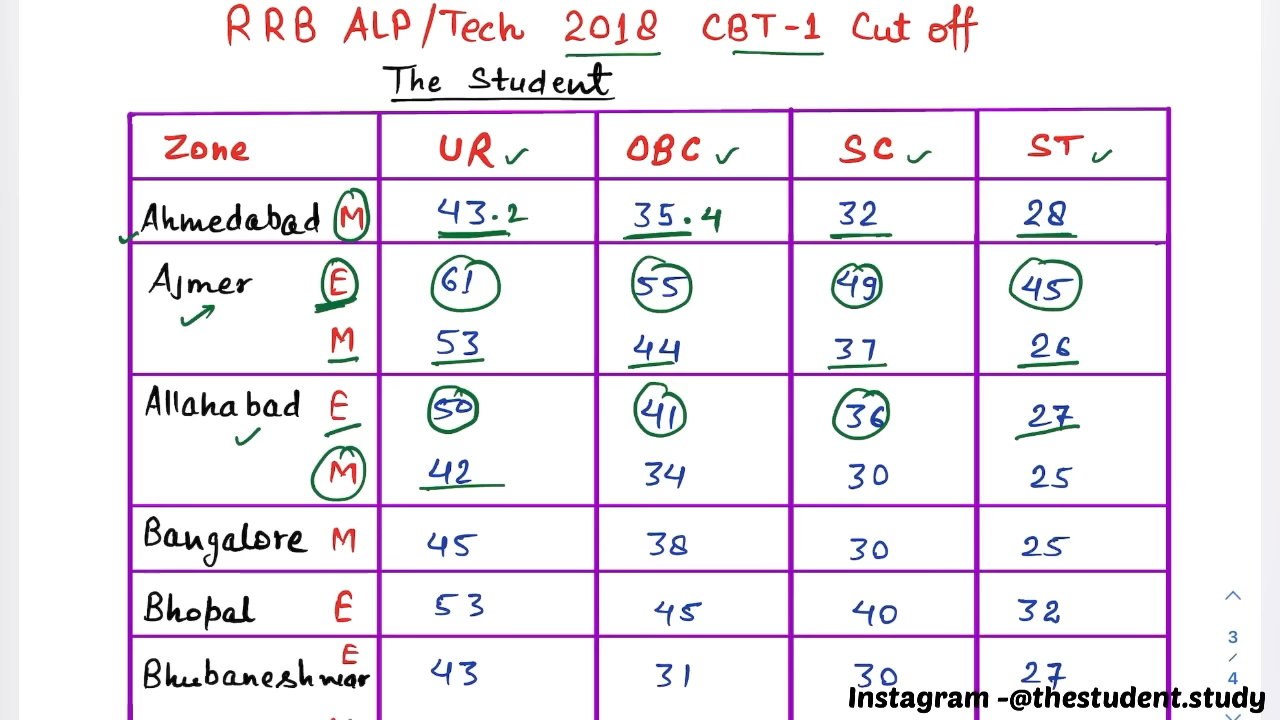 RRB ALP/Tech 2018 CBT-1 Cut off
The Student
Zone UR ✓ OBC ✓ SC ✓ ST ✓
Ahmedabad M 43.2 35.4 32 28
Ajmer E 61 55 49 45
M 53 44 37 26
Allahabad E 50 41 36 27
M 42 34 30 25
Bangalore M 45 38 30 25
Bhopal E 53 45 40 32
Bhubaneshwar E 43 31 30 27
Instagram -@thestudent.study
3
/
4